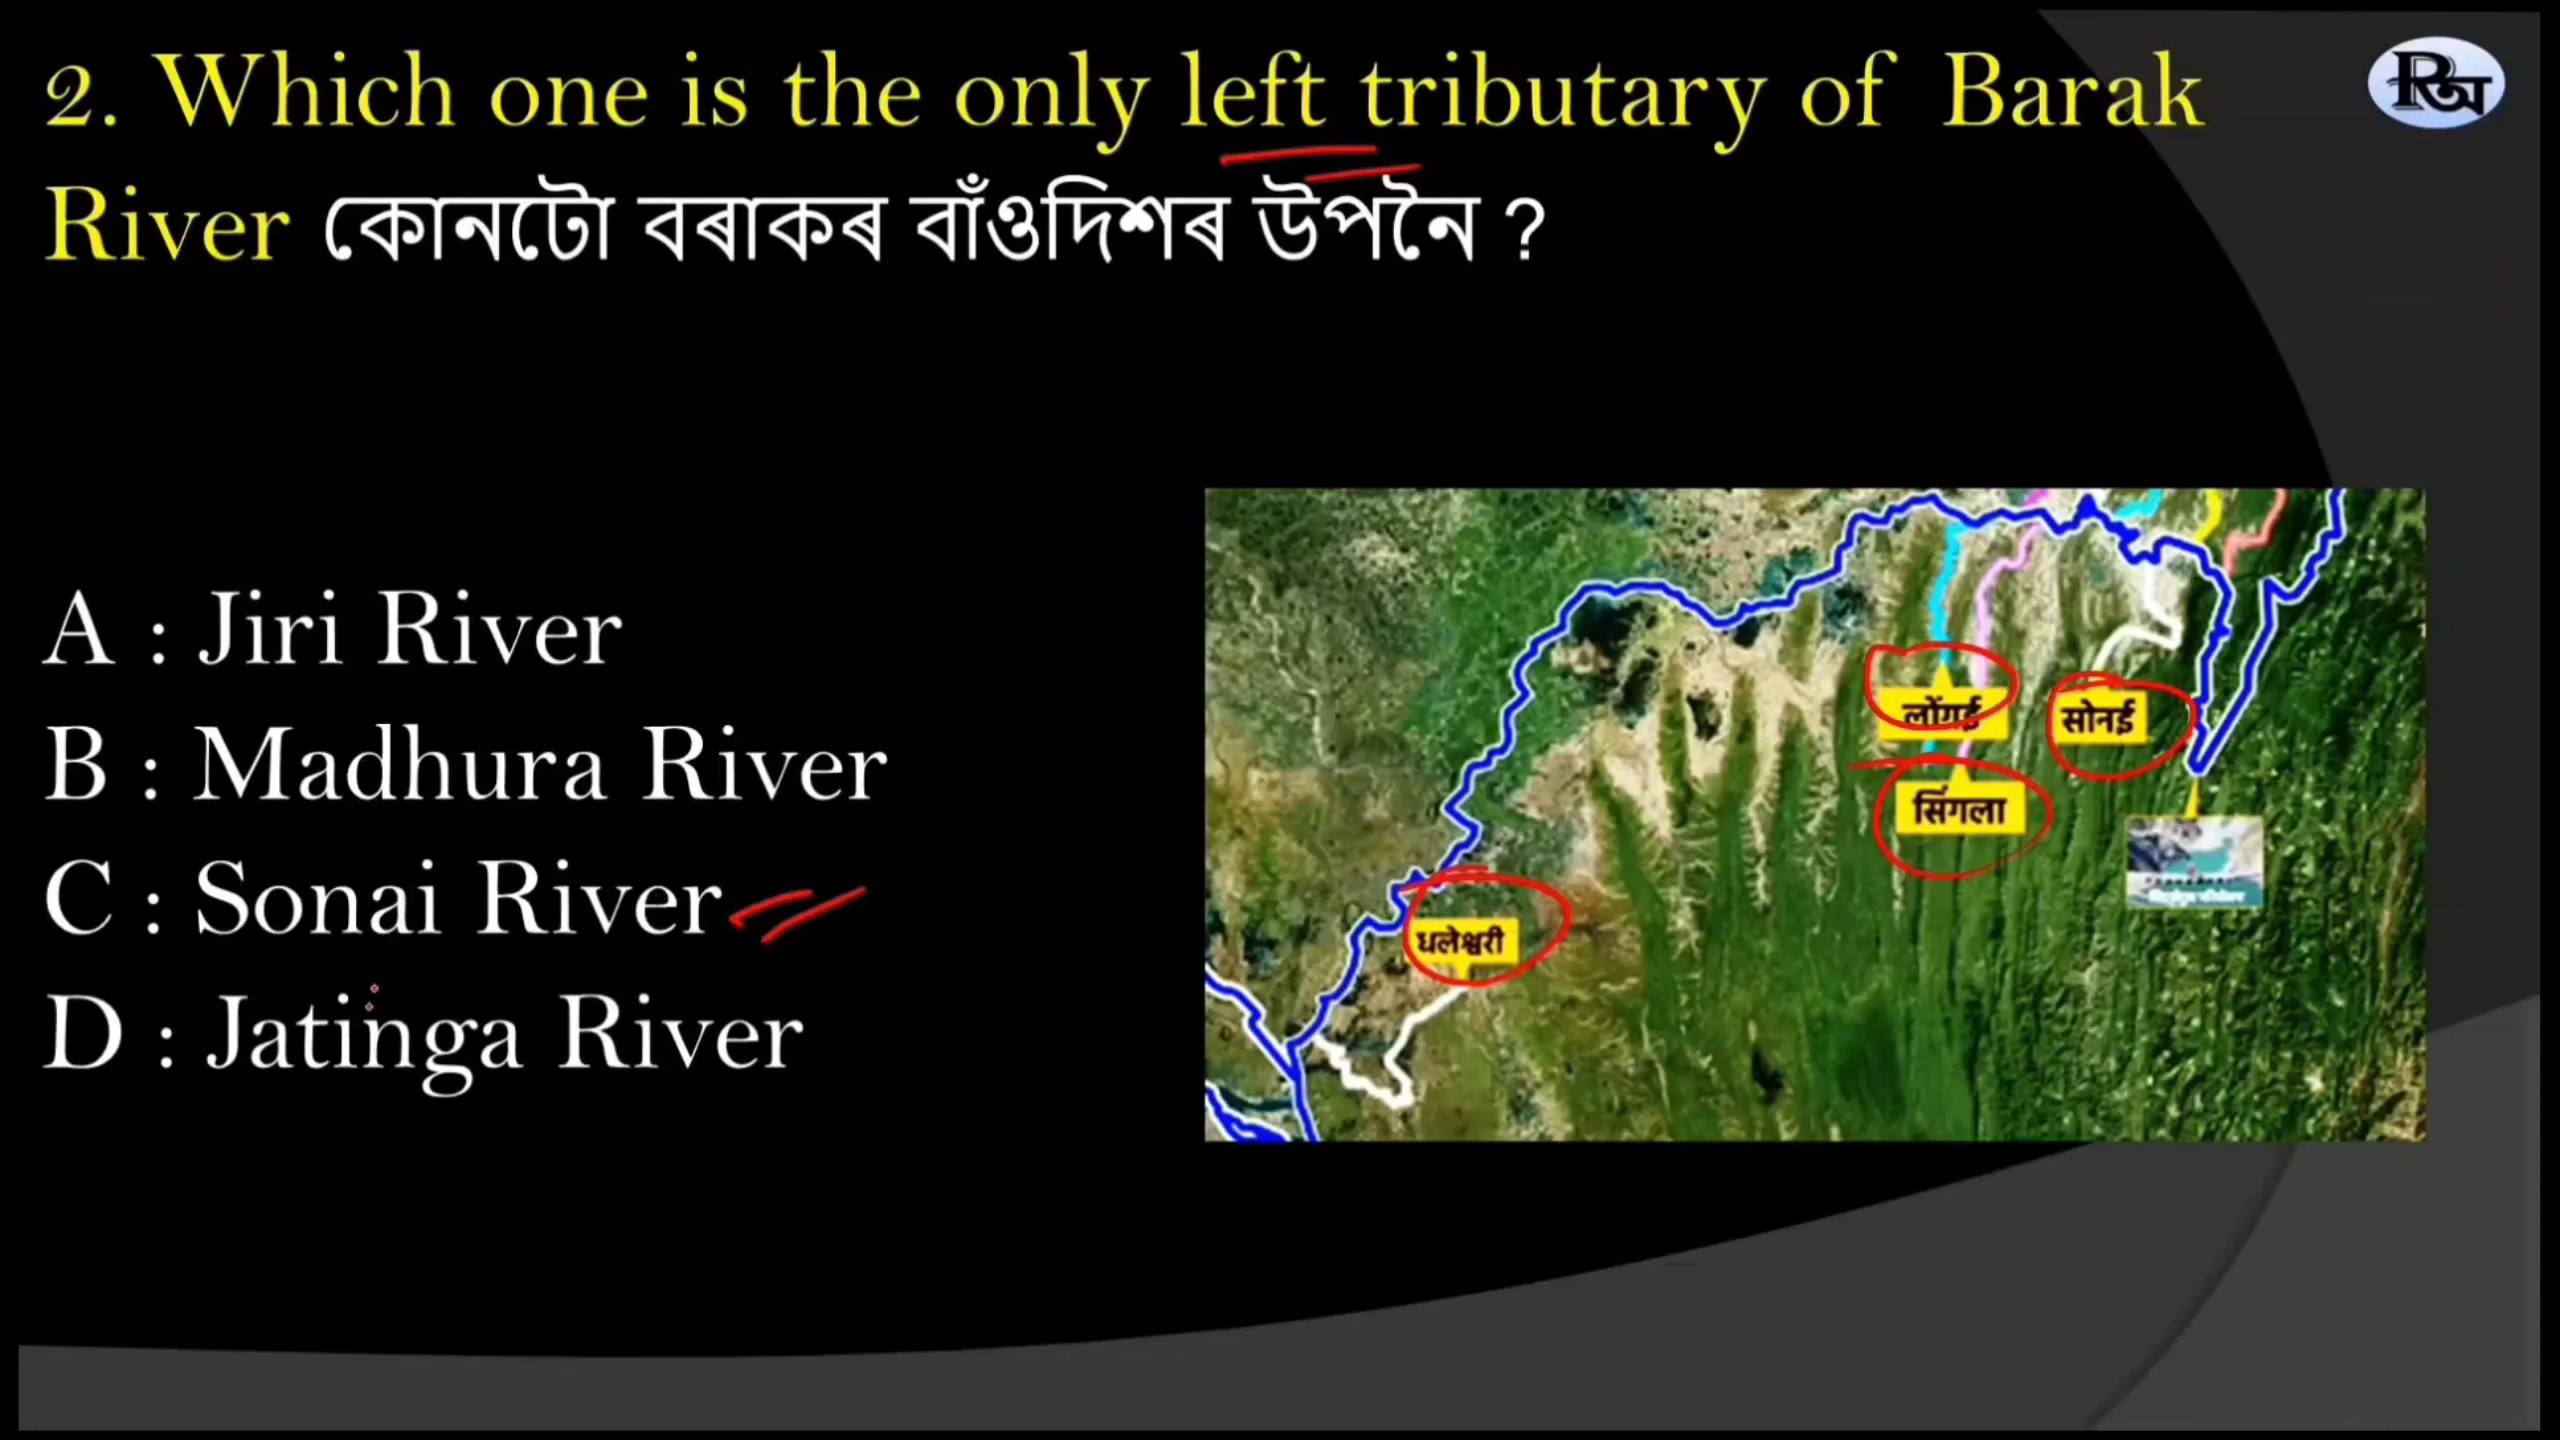 2. Which one is the only left tributary of Barak
River কোনটো বৰাকৰ বাঁওদিশৰ উপনৈ ?
A : Jiri River
B : Madhura River
C : Sonai River
D : Jatinga River
लोंगई
सोनई
सिंगला
धलेश्वरी